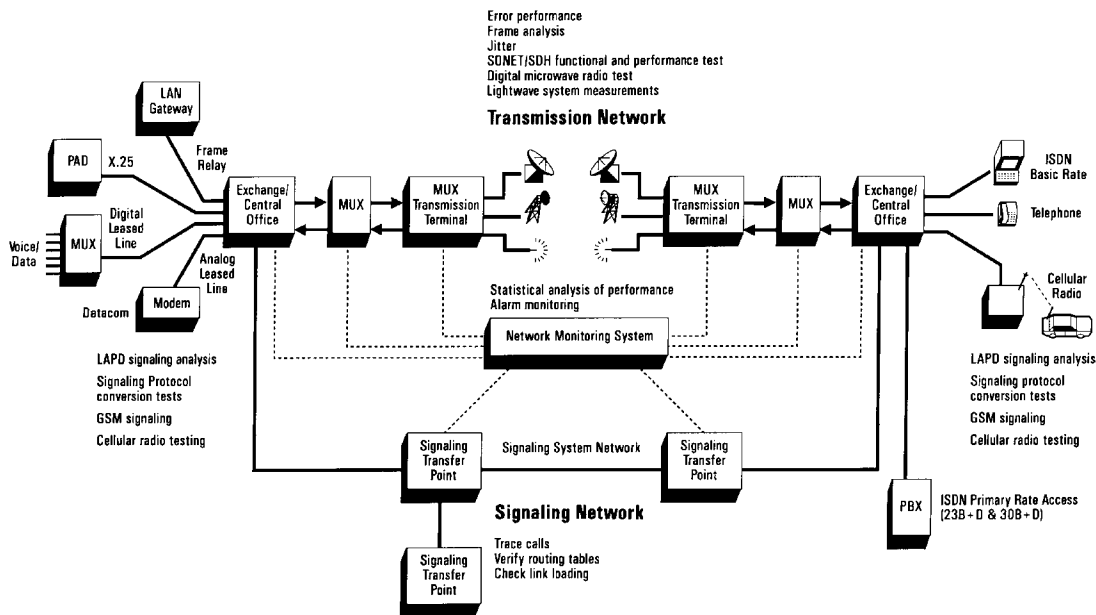 Error performance
Frame analysis
Jitter
SONET/SDH functional and performance test
Digital microwave radio test
Lightwave system measurements
Transmission Network
LAN
Gateway
PAD
X.25
Frame
Relay
Exchange/
Central
Office
MUX
MUX
Transmission
Terminal
MUX
Transmission
Terminal
MUX
Exchange/
Central
Office
ISDN
Basic Rate
Telephone
Digital
Leased
Line
Voice/
Data
MUX
Analog
Leased
Line
Datacom
Modem
Cellular
Radio
Statistical analysis of performance
Alarm monitoring
Network Monitoring System
LAPD signaling analysis
Signaling Protocol
conversion tests
GSM signaling
Cellular radio testing
LAPD signaling analysis
Signaling protocol
conversion tests
GSM signaling
Cellular radio testing
Signaling
Transfer
Point
Signaling System Network
Signaling
Transfer
Point
PBX
ISDN Primary Rate Access
(23B+D & 30B+D)
Signaling Network
Trace calls
Verify routing tables
Check link loading
Signaling
Transfer
Point